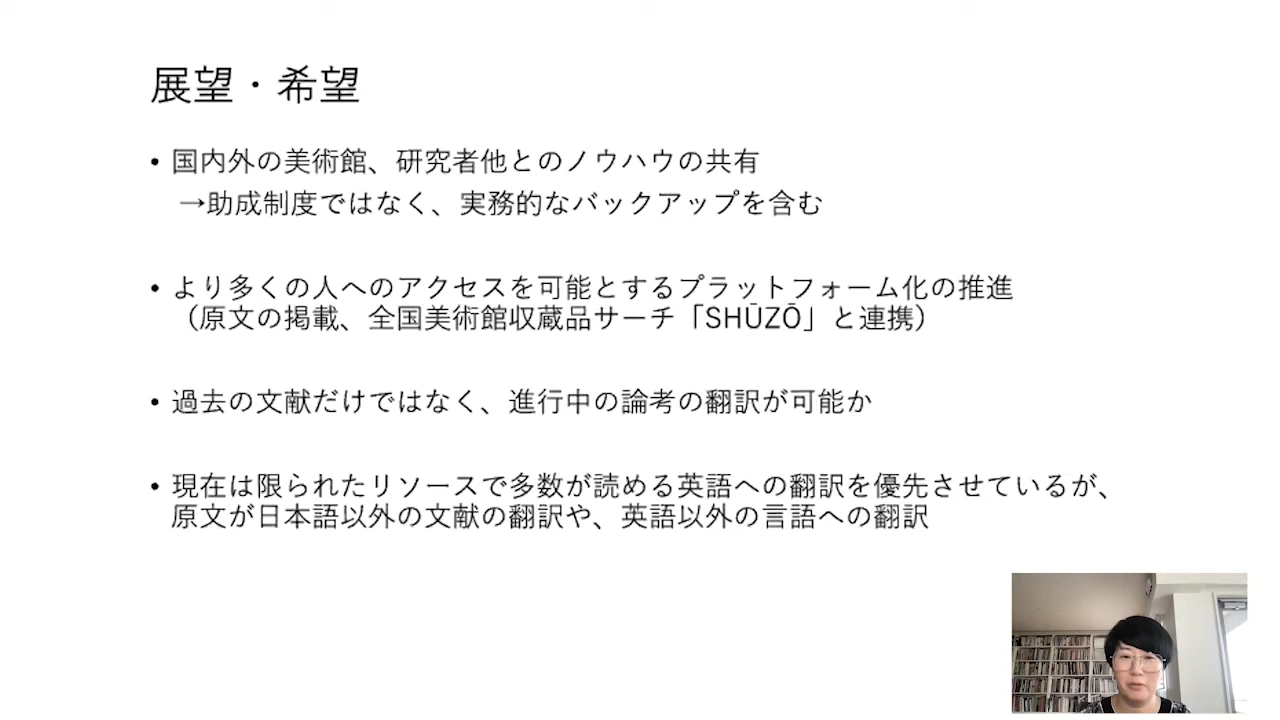 展望・希望
• 国内外の美術館、研究者他とのノウハウの共有
→助成制度ではなく、実務的なバックアップを含む
• より多くの人へのアクセスを可能とするプラットフォーム化の推進
（原文の掲載、全国美術館収蔵品サーチ「SHŪZŌ」と連携）
• 過去の文献だけではなく、進行中の論考の翻訳が可能か
• 現在は限られたリソースで多数が読める英語への翻訳を優先させているが、
原文が日本語以外の文献の翻訳や、英語以外の言語への翻訳